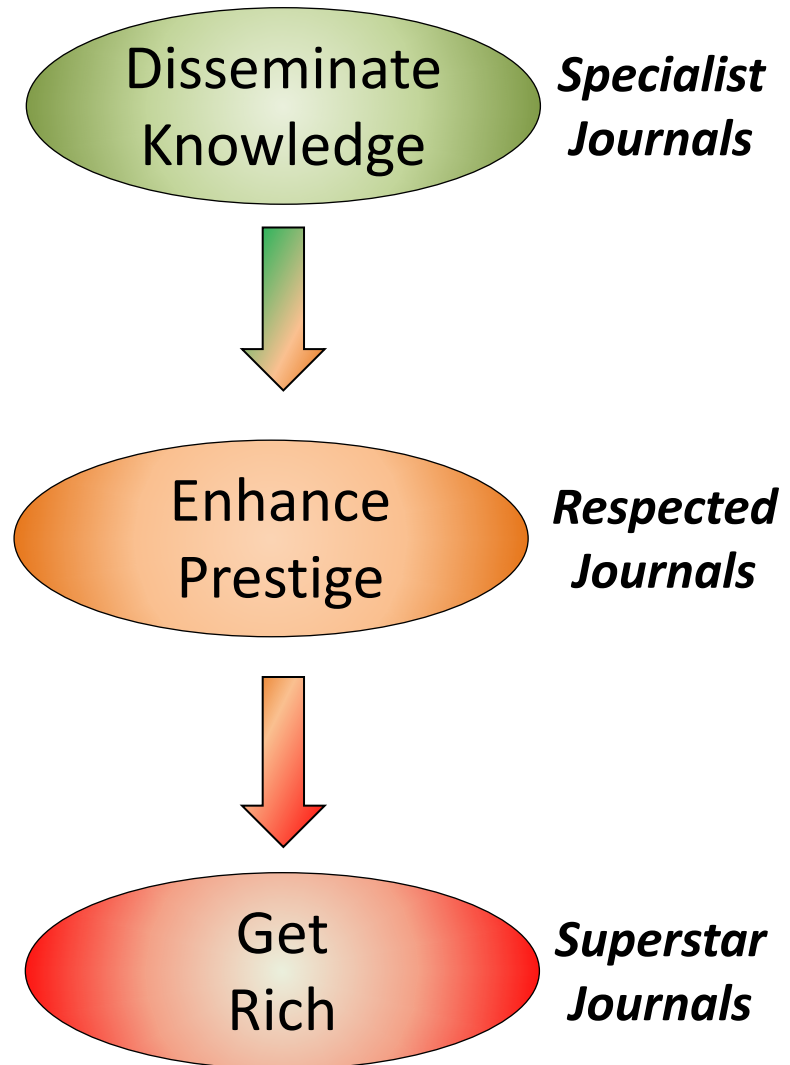 Disseminate
Knowledge
Specialist
Journals
Enhance
Prestige
Respected
Journals
Get
Rich
Superstar
Journals